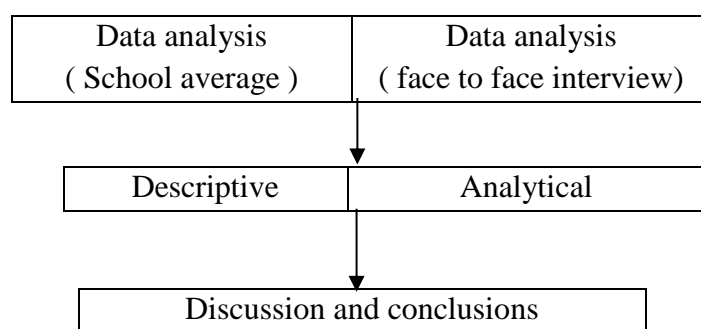 Data analysis
( School average )
Data analysis
( face to face interview)
Descriptive
Analytical
Discussion and conclusions